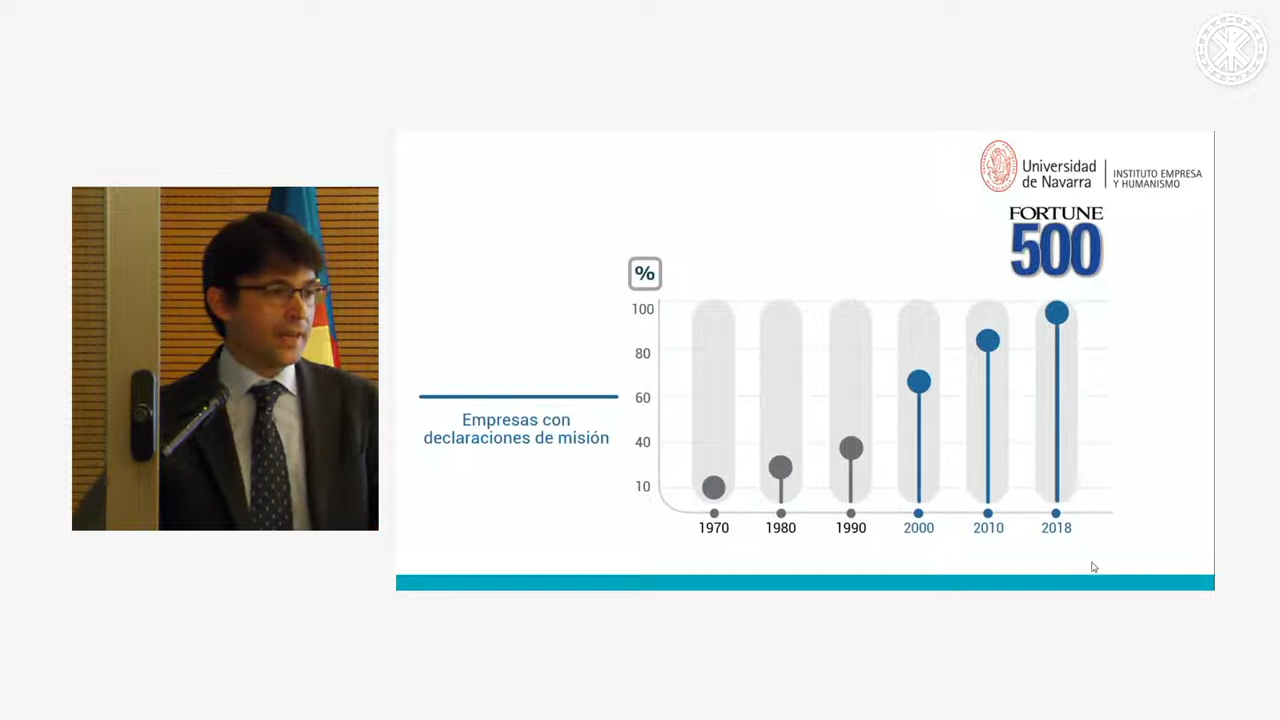 Universidad
de Navarra
INSTITUTO EMPRESA
Y HUMANISMO
FORTUNE
500
%
100
80
60
40
10
Empresas con
declaraciones de misión
1970 1980 1990 2000 2010 2018